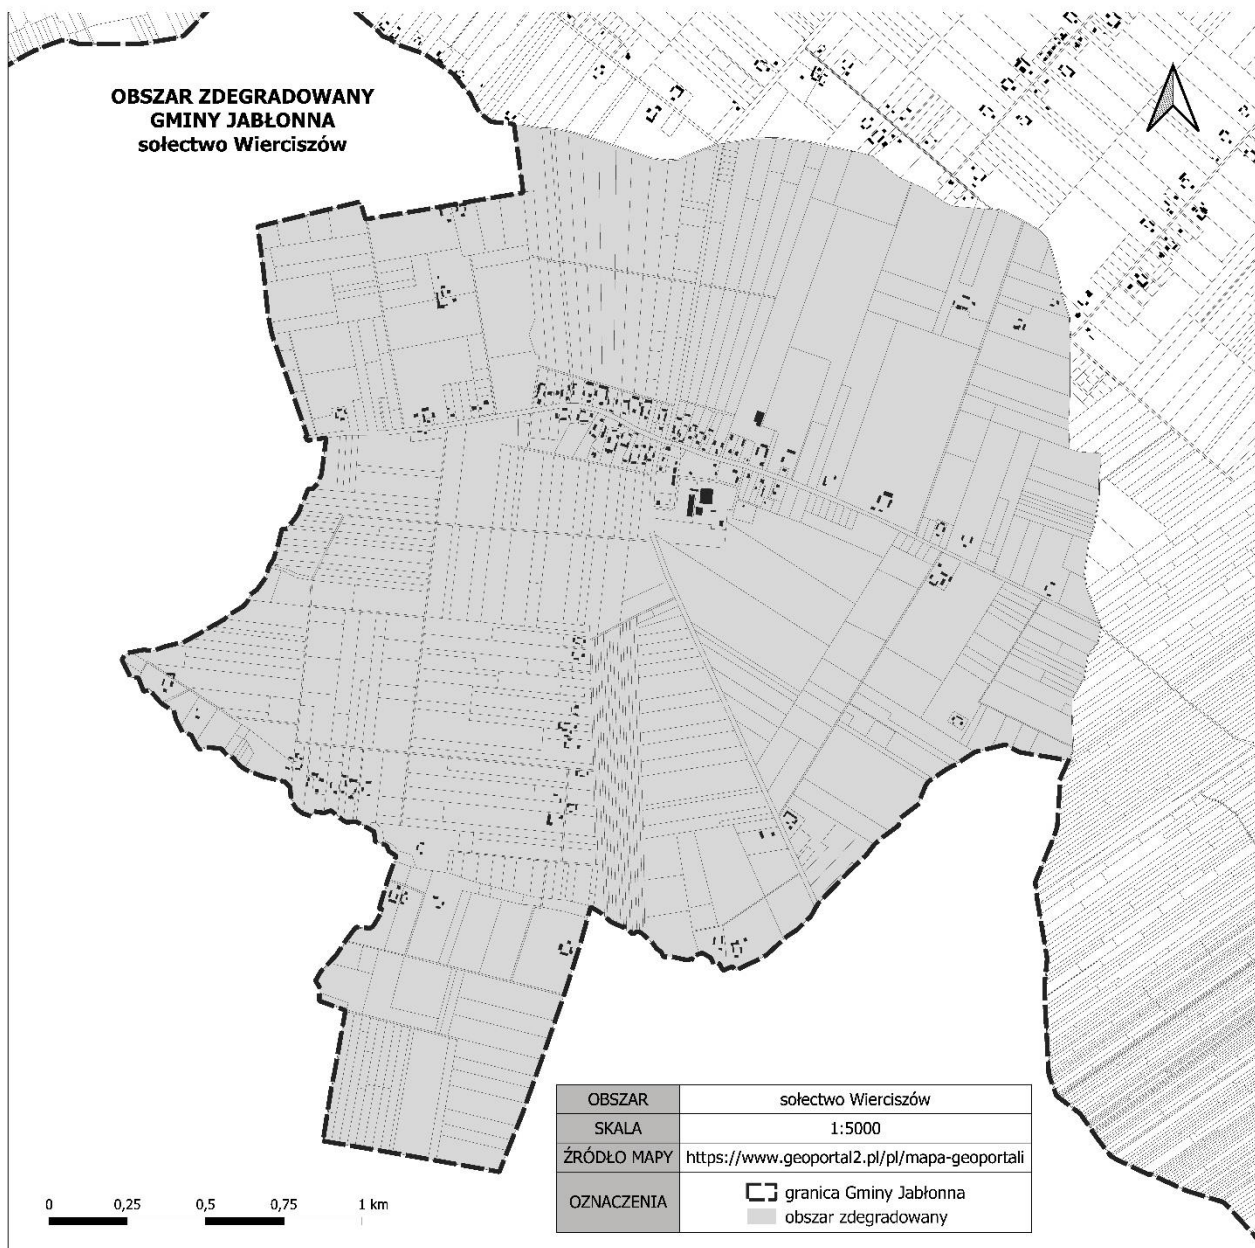 OBSZAR ZDEGRADOWANY
GMINY JABŁONNA
sołectwo Wierciszów
OBSZAR sołectwo Wierciszów
SKALA 1:5000
ŹRÓDŁO MAPY https://www.geoportal2.pl/pl/mapa-geoportali
OZNACZENIA
granica Gminy Jabłonna
obszar zdegradowany
0 0,25 0,5 0,75 1 km